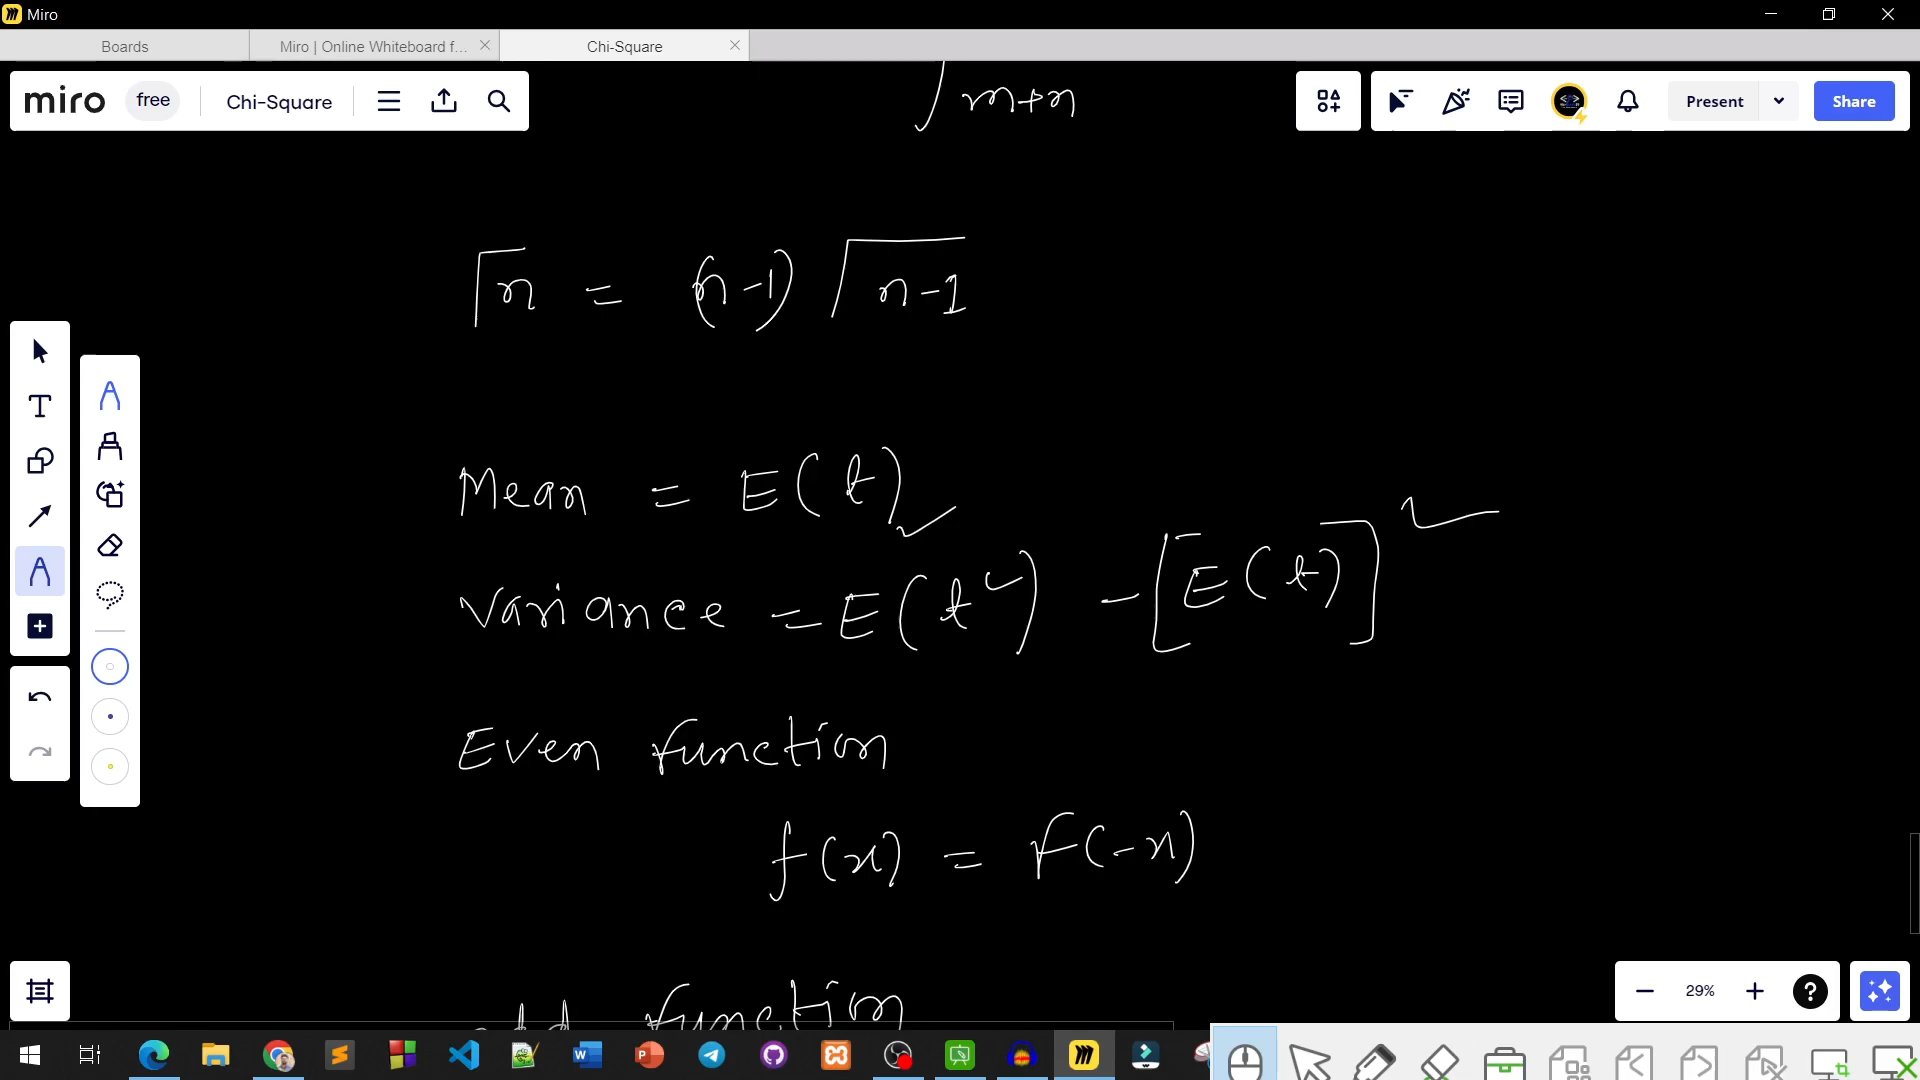 Miro
Boards
Miro | Online Whiteboard f...
Chi-Square
miro free Chi-Square
Present
Share
√m+n
Γn = (n-1) Γn-1
Mean = E(t)
Variance = E(t²) - [E(t)]²
Even function
f(x) = f(-x)
odd function
29%